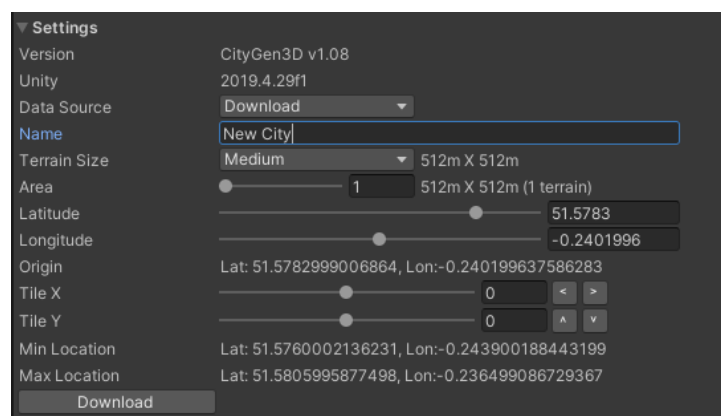 Settings
Version CityGen3D v1.08
Unity 2019.4.29f1
Data Source Download
Name New City
Terrain Size Medium 512m X 512m
Area 1 512m X 512m (1 terrain)
Latitude 51.5783
Longitude -0.2401996
Origin Lat: 51.5782999006864, Lon:-0.240199637586283
Tile X 0 < >
Tile Y 0 ʌ v
Min Location Lat: 51.5760002136231, Lon:-0.243900188443199
Max Location Lat: 51.5805995877498, Lon:-0.236499086729367
Download